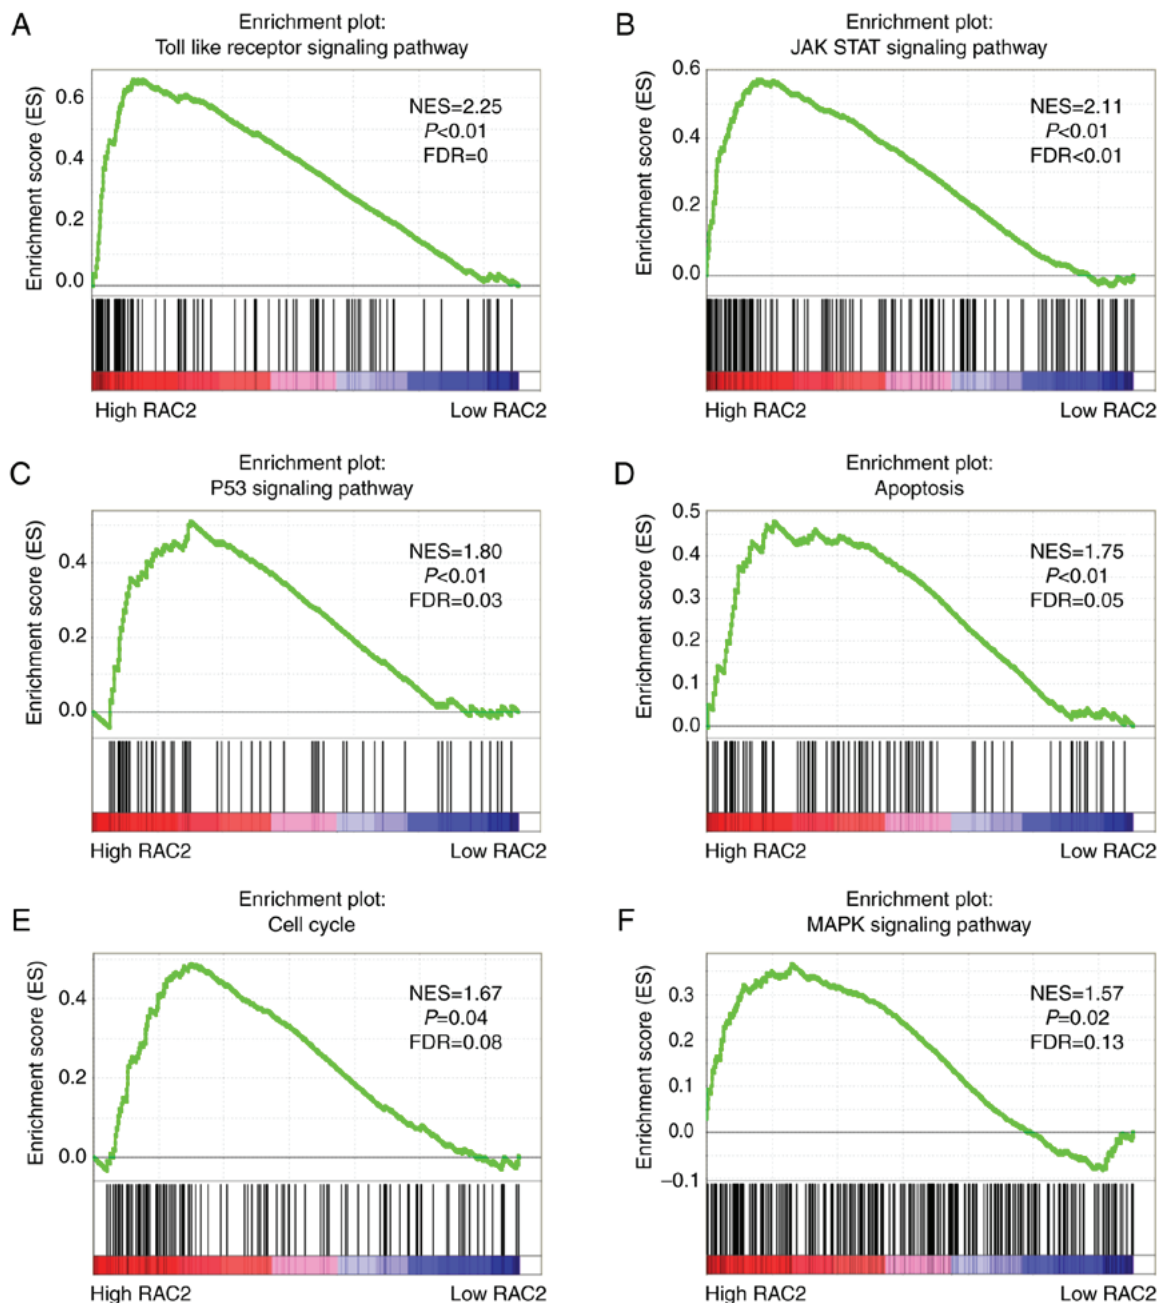 A
Enrichment plot:
Toll like receptor signaling pathway
Enrichment score (ES)
0.6
0.4
0.2
0.0
NES=2.25
P<0.01
FDR=0
High RAC2
Low RAC2
B
Enrichment plot:
JAK STAT signaling pathway
Enrichment score (ES)
0.6
0.4
0.2
0.0
NES=2.11
P<0.01
FDR<0.01
High RAC2
Low RAC2
C
Enrichment plot:
P53 signaling pathway
Enrichment score (ES)
0.4
0.2
0.0
NES=1.80
P<0.01
FDR=0.03
High RAC2
Low RAC2
D
Enrichment plot:
Apoptosis
Enrichment score (ES)
0.5
0.4
0.35
0.2
0.1
0.0
NES=1.75
P<0.01
FDR=0.05
High RAC2
Low RAC2
E
Enrichment plot:
Cell cycle
Enrichment score (ES)
0.4
0.2
0.0
NES=1.67
P=0.04
FDR=0.08
High RAC2
Low RAC2
F
Enrichment plot:
MAPK signaling pathway
Enrichment score (ES)
0.3
0.2
0.1
0.0
−0.1
NES=1.57
P=0.02
FDR=0.13
High RAC2
Low RAC2